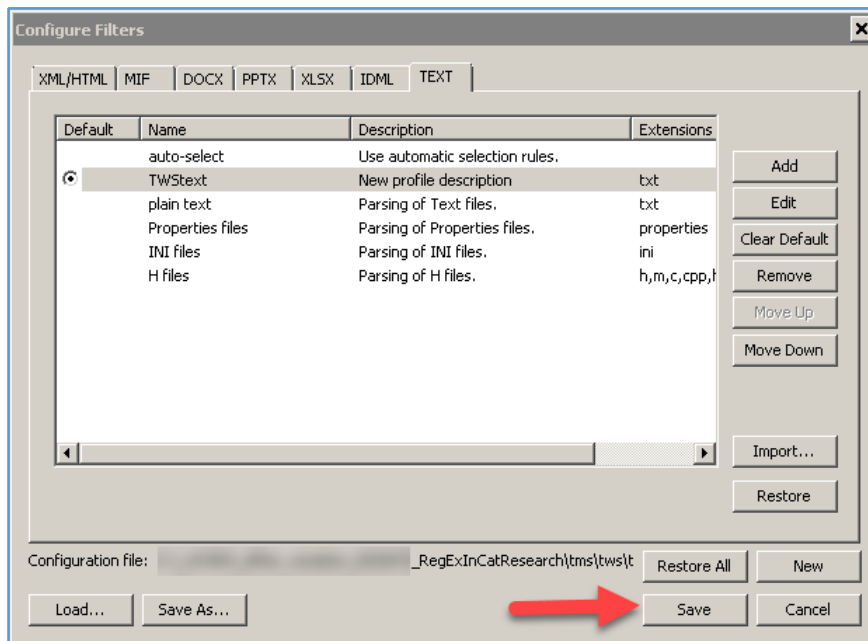 Configure Filters
XML/HTML MIF DOCX PPTX XLSX IDML TEXT
Default Name Description Extensions
auto-select Use automatic selection rules.
TWStext New profile description txt
plain text Parsing of Text files. txt
Properties files Parsing of Properties files. properties
INI files Parsing of INI files. ini
H files Parsing of H files. h,m,c,cpp,h
Add
Edit
Clear Default
Remove
Move Up
Move Down
Import...
Restore
Configuration file: _RegExInCatResearch\tms\tws\t Restore All New
Load... Save As... Save Cancel